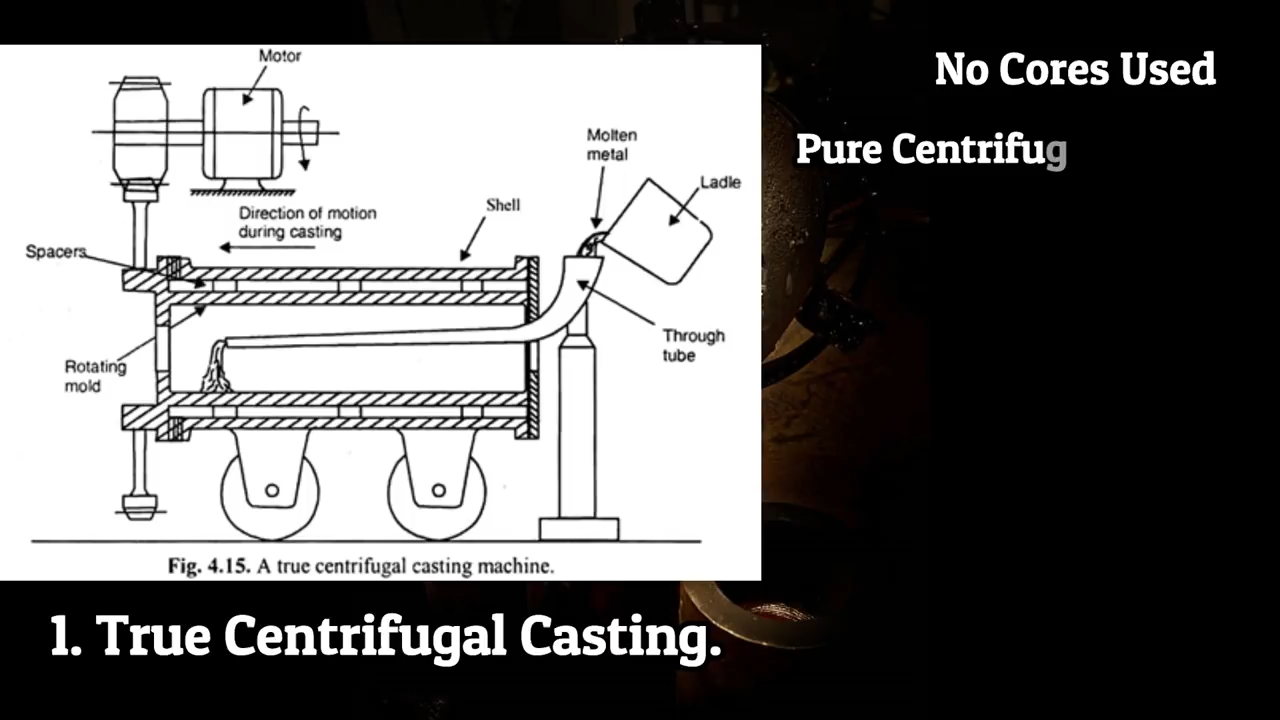 No Cores Used
Pure Centrifug
Motor
Molten
metal
Ladle
Direction of motion
during casting
Shell
Spacers
Through
tube
Rotating
mold
Fig. 4.15. A true centrifugal casting machine.
1. True Centrifugal Casting.